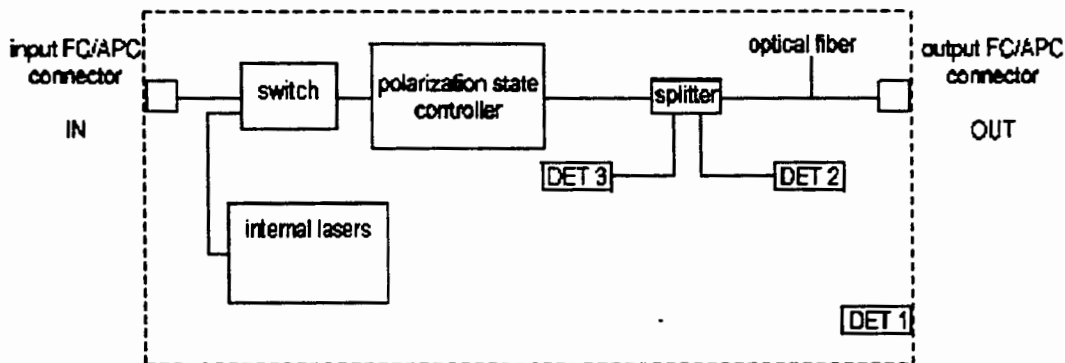 input FC/APC
connector
IN
switch
polarization state
controller
splitter
optical fiber
output FC/APC
connector
OUT
DET 3
DET 2
internal lasers
DET 1